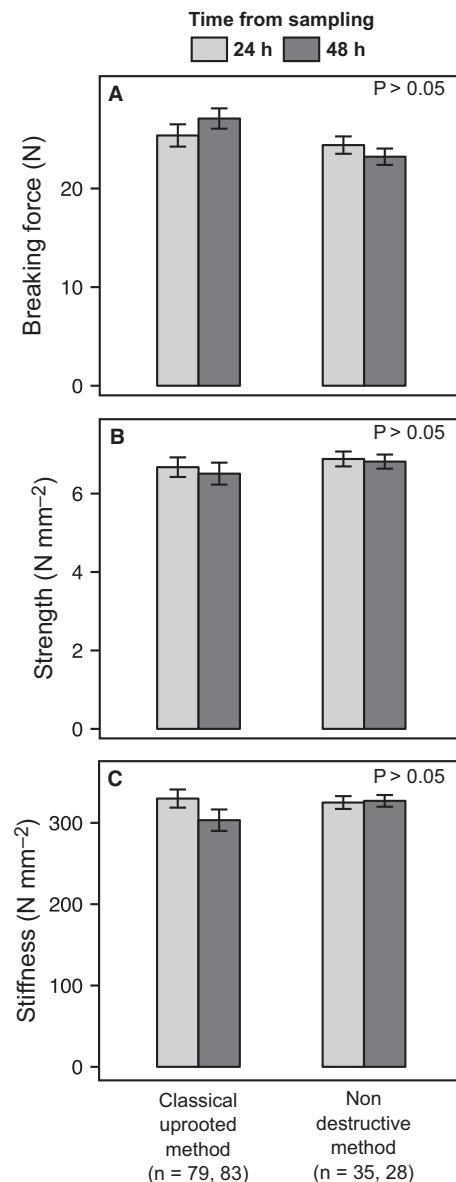 Time from sampling
24 h 48 h
A
P > 0.05
Breaking force (N)
20
10
0
B
P > 0.05
Strength (N mm⁻²)
6
4
2
0
C
P > 0.05
Stiffness (N mm⁻²)
300
200
100
0
Classical
uprooted
method
(n = 79, 83)
Non
destructive
method
(n = 35, 28)